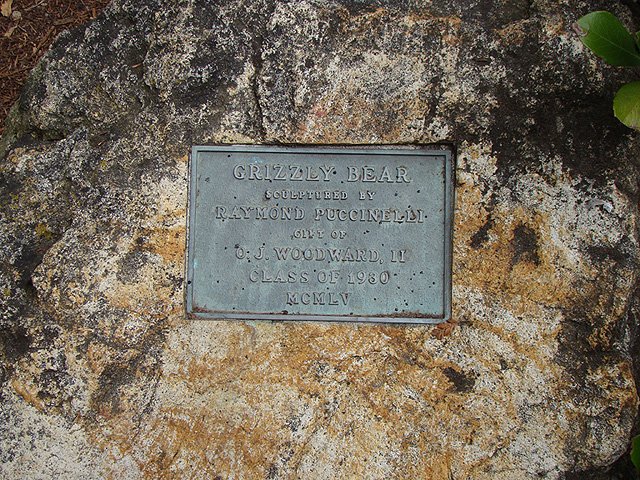 GRIZZLY BEAR
SCULPTURED BY
RAYMOND PUCCINELLI
GIFT OF
O. J. WOODWARD, II
CLASS OF 1930
MCMLV